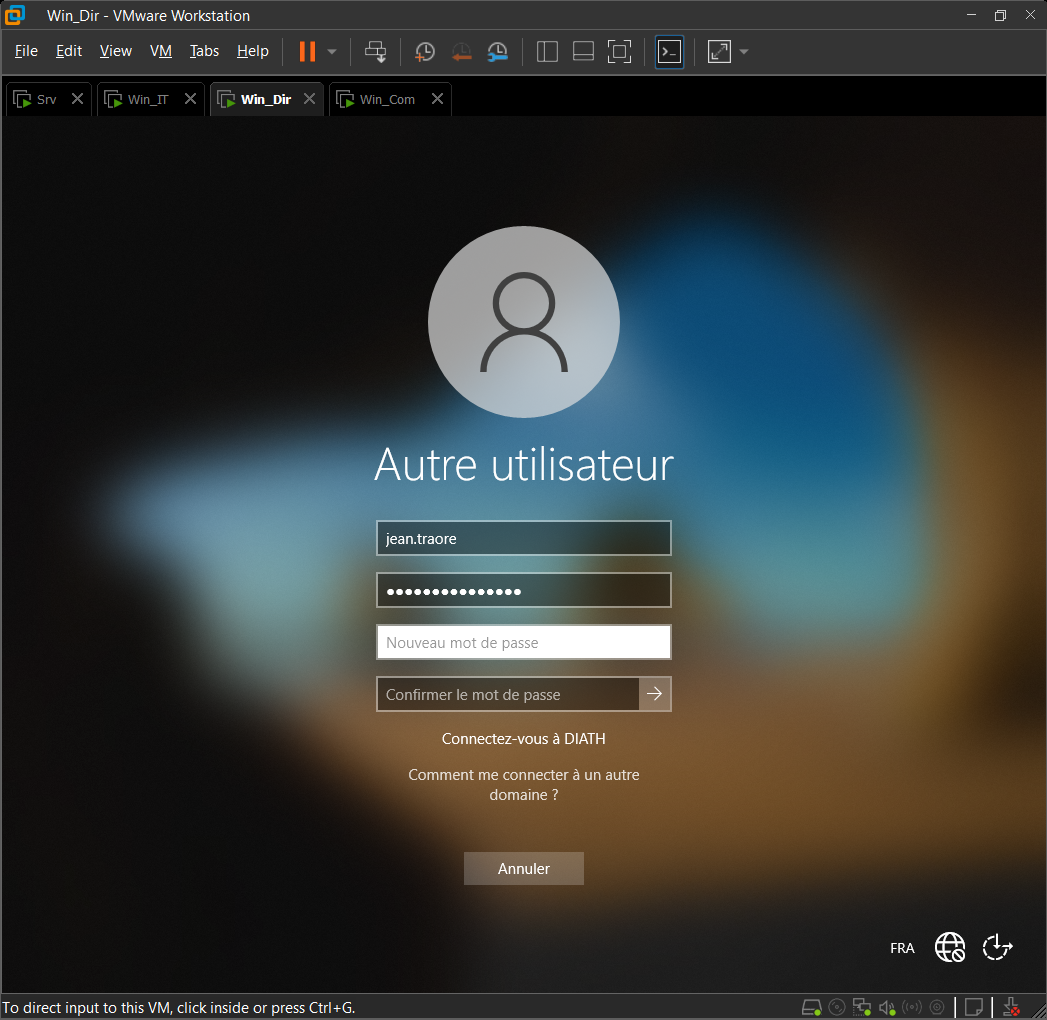 Win_Dir - VMware Workstation
File Edit View VM Tabs Help
Srv Win_IT Win_Dir Win_Com
Autre utilisateur
jean.traore
Nouveau mot de passe
Confirmer le mot de passe
Connectez-vous à DIATH
Comment me connecter à un autre
domaine ?
Annuler
FRA
To direct input to this VM, click inside or press Ctrl+G.